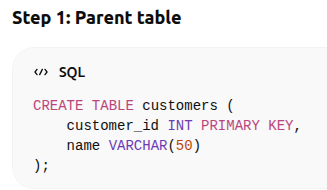 Step 1: Parent table
SQL
CREATE TABLE customers (
    customer_id INT PRIMARY KEY,
    name VARCHAR(50)
);